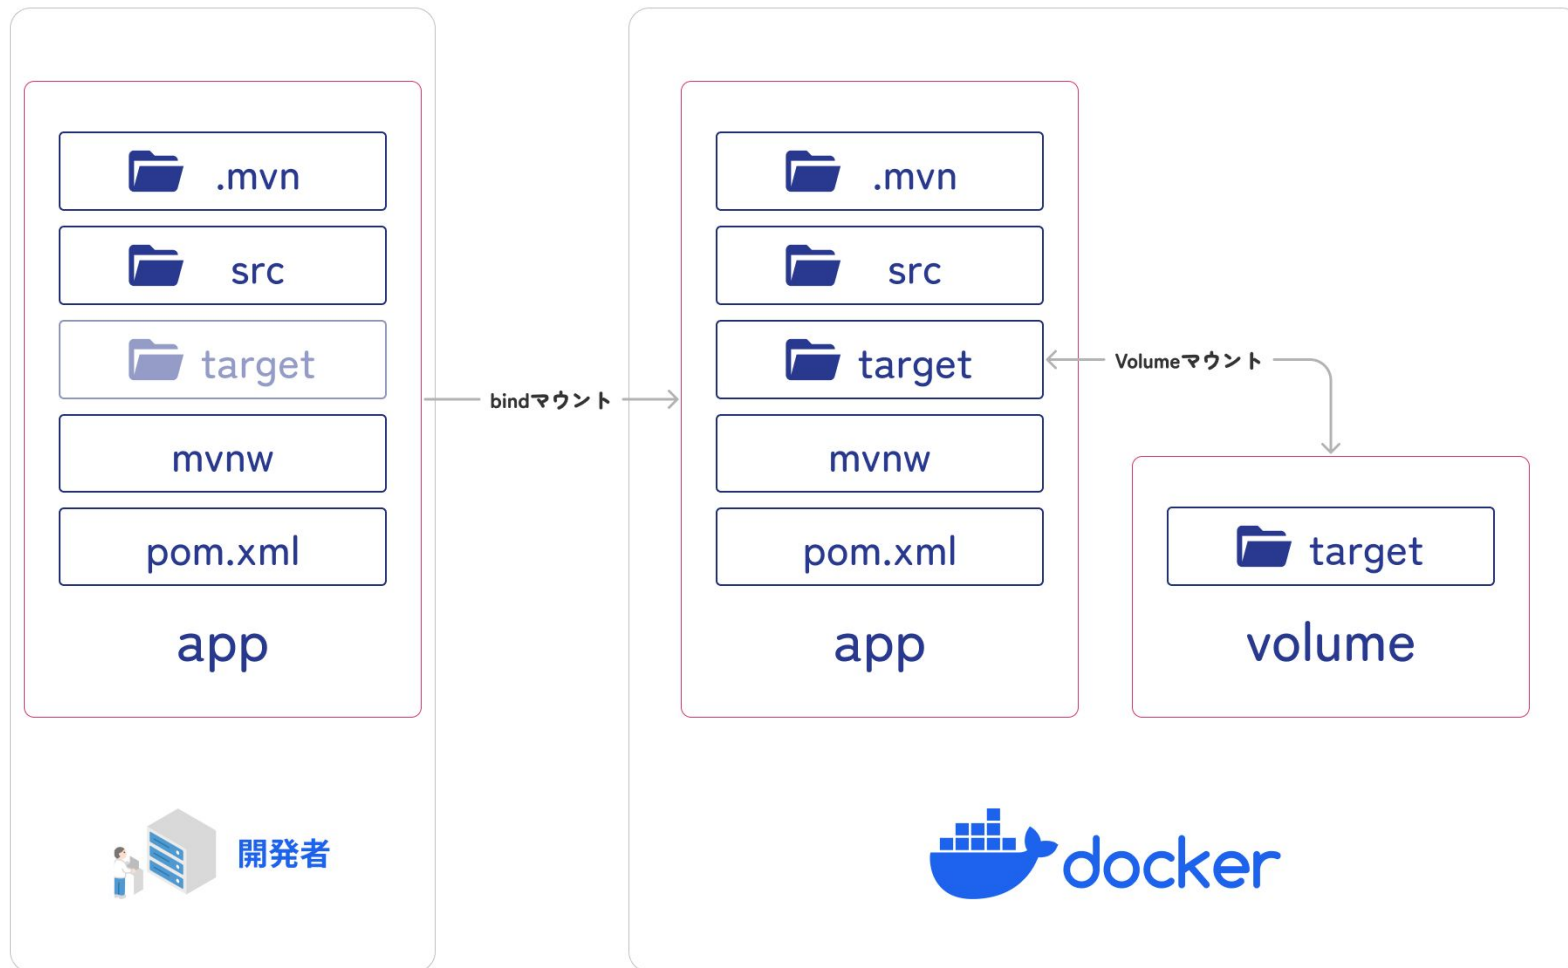 .mvn
src
target
mvnw
pom.xml
app
開発者
bindマウント
.mvn
src
target
mvnw
pom.xml
app
Volumeマウント
target
volume
docker